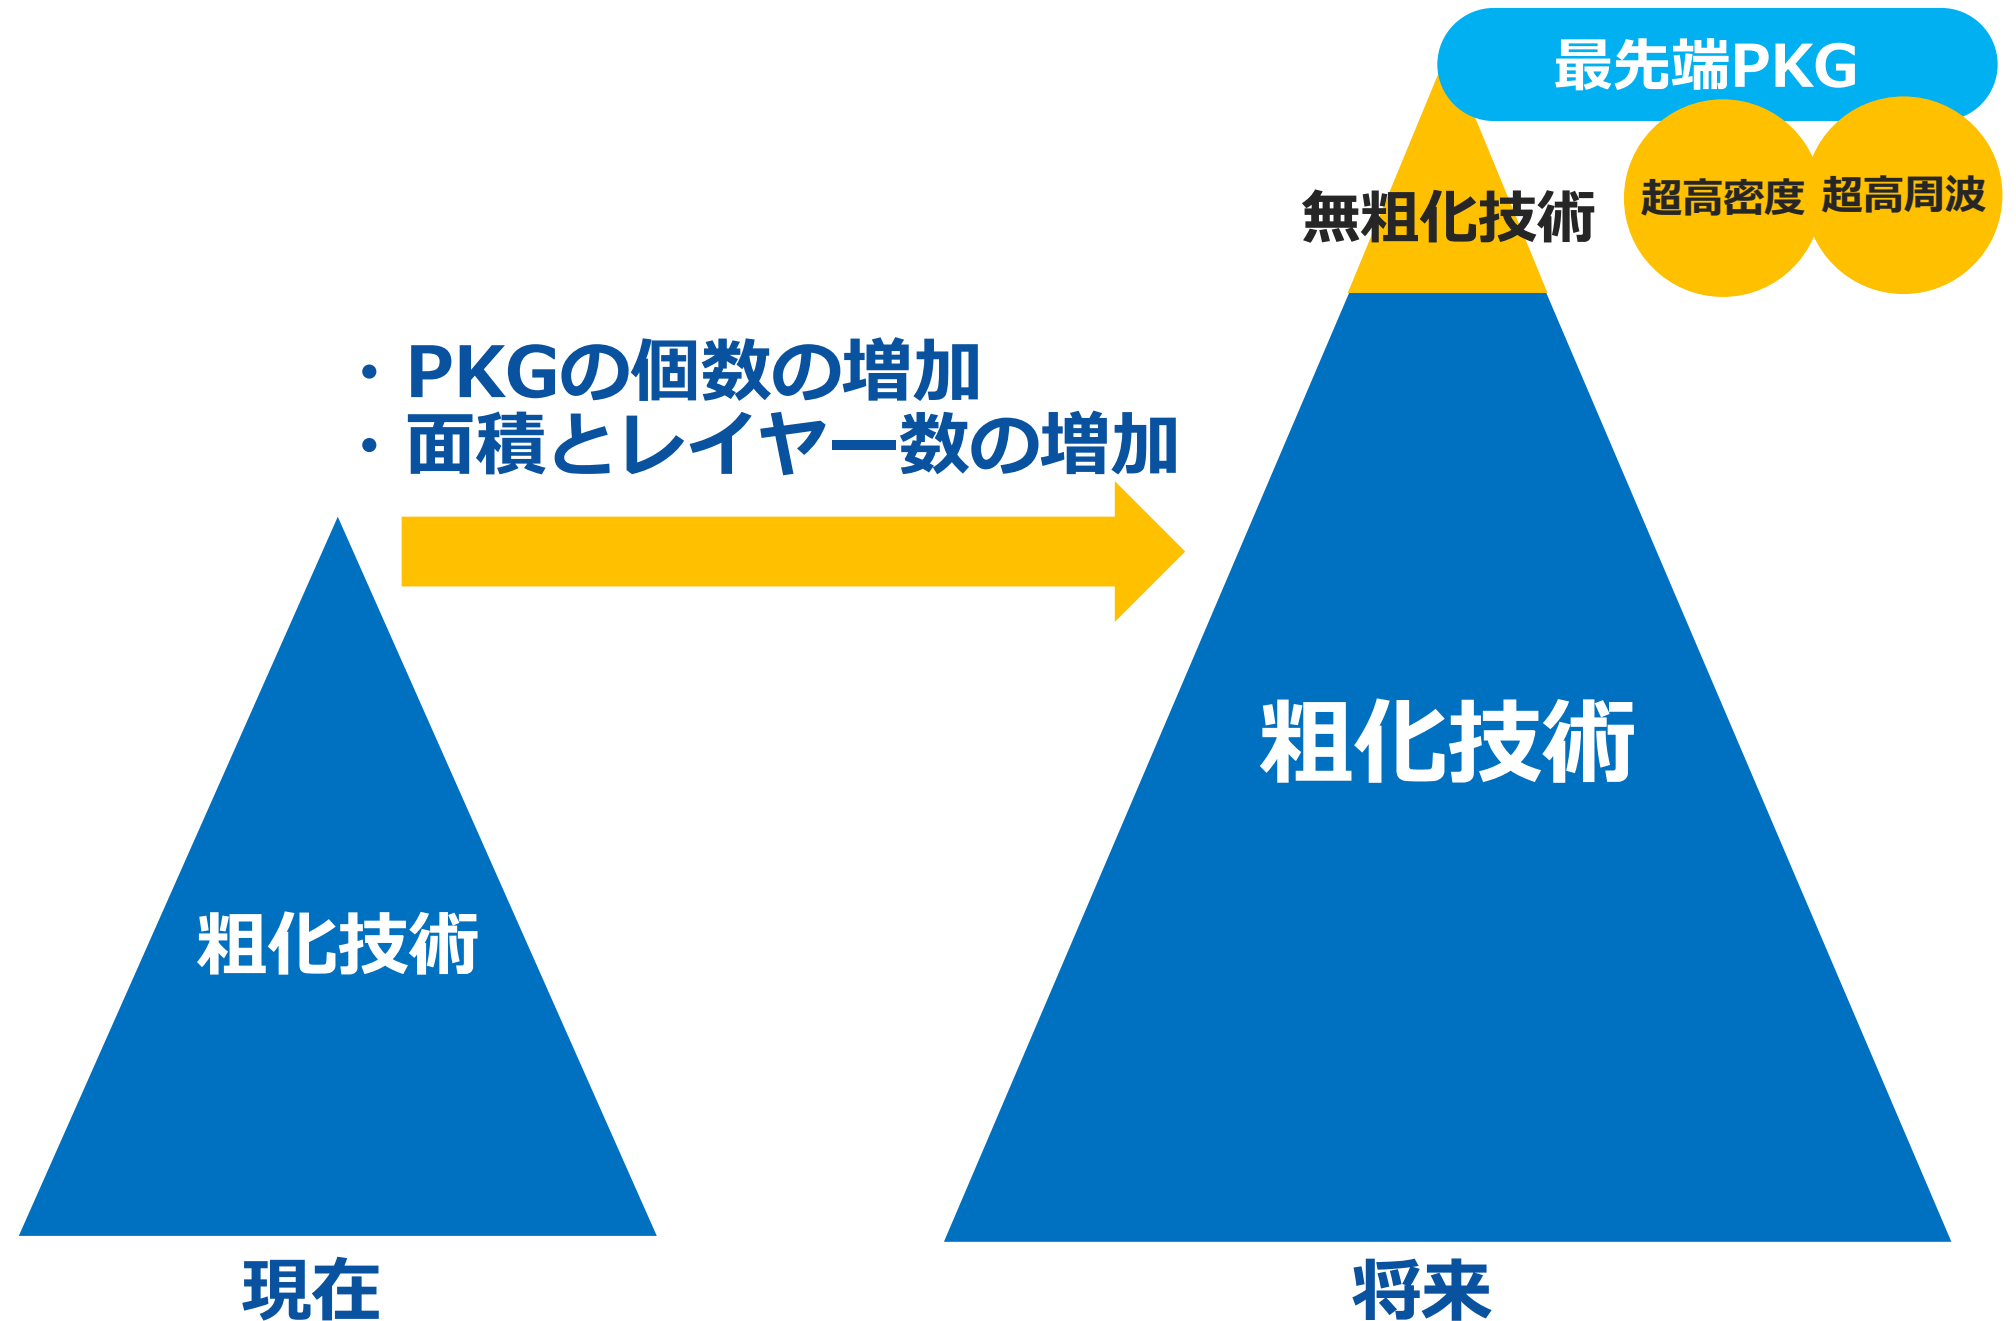 最先端PKG
無粗化技術
超高密度
超高周波
・PKGの個数の増加
・面積とレイヤー数の増加
粗化技術
粗化技術
現在
将来